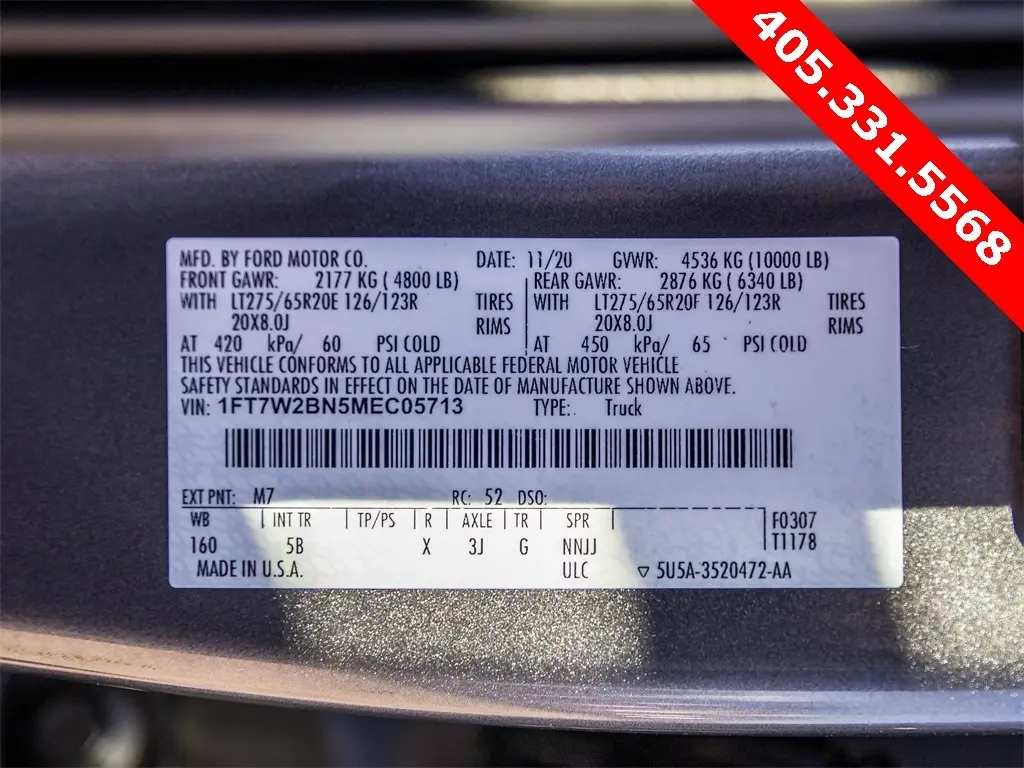 405.331.5568
MFD. BY FORD MOTOR CO. DATE: 11/20 GVWR: 4536 KG (10000 LB)
FRONT GAWR: 2177 KG ( 4800 LB) REAR GAWR: 2876 KG ( 6340 LB)
WITH LT275/65R20E 126/123R TIRES WITH LT275/65R20E 126/123R TIRES
20X8.0J RIMS 20X8.0J RIMS
AT 420 kPa/ 60 PSI COLD AT 450 kPa/ 65 PSI COLD
THIS VEHICLE CONFORMS TO ALL APPLICABLE FEDERAL MOTOR VEHICLE
SAFETY STANDARDS IN EFFECT ON THE DATE OF MANUFACTURE SHOWN ABOVE.
VIN: 1FT7W2BN5MEC05713 TYPE: Truck
EXT PNT: M7 RC: 52 DSO:
WB INT TR TP/PS R AXLE TR SPR F0307
160 5B X 3J G NNJJ T1178
MADE IN U.S.A. ULC ▽ 5U5A-3520472-AA